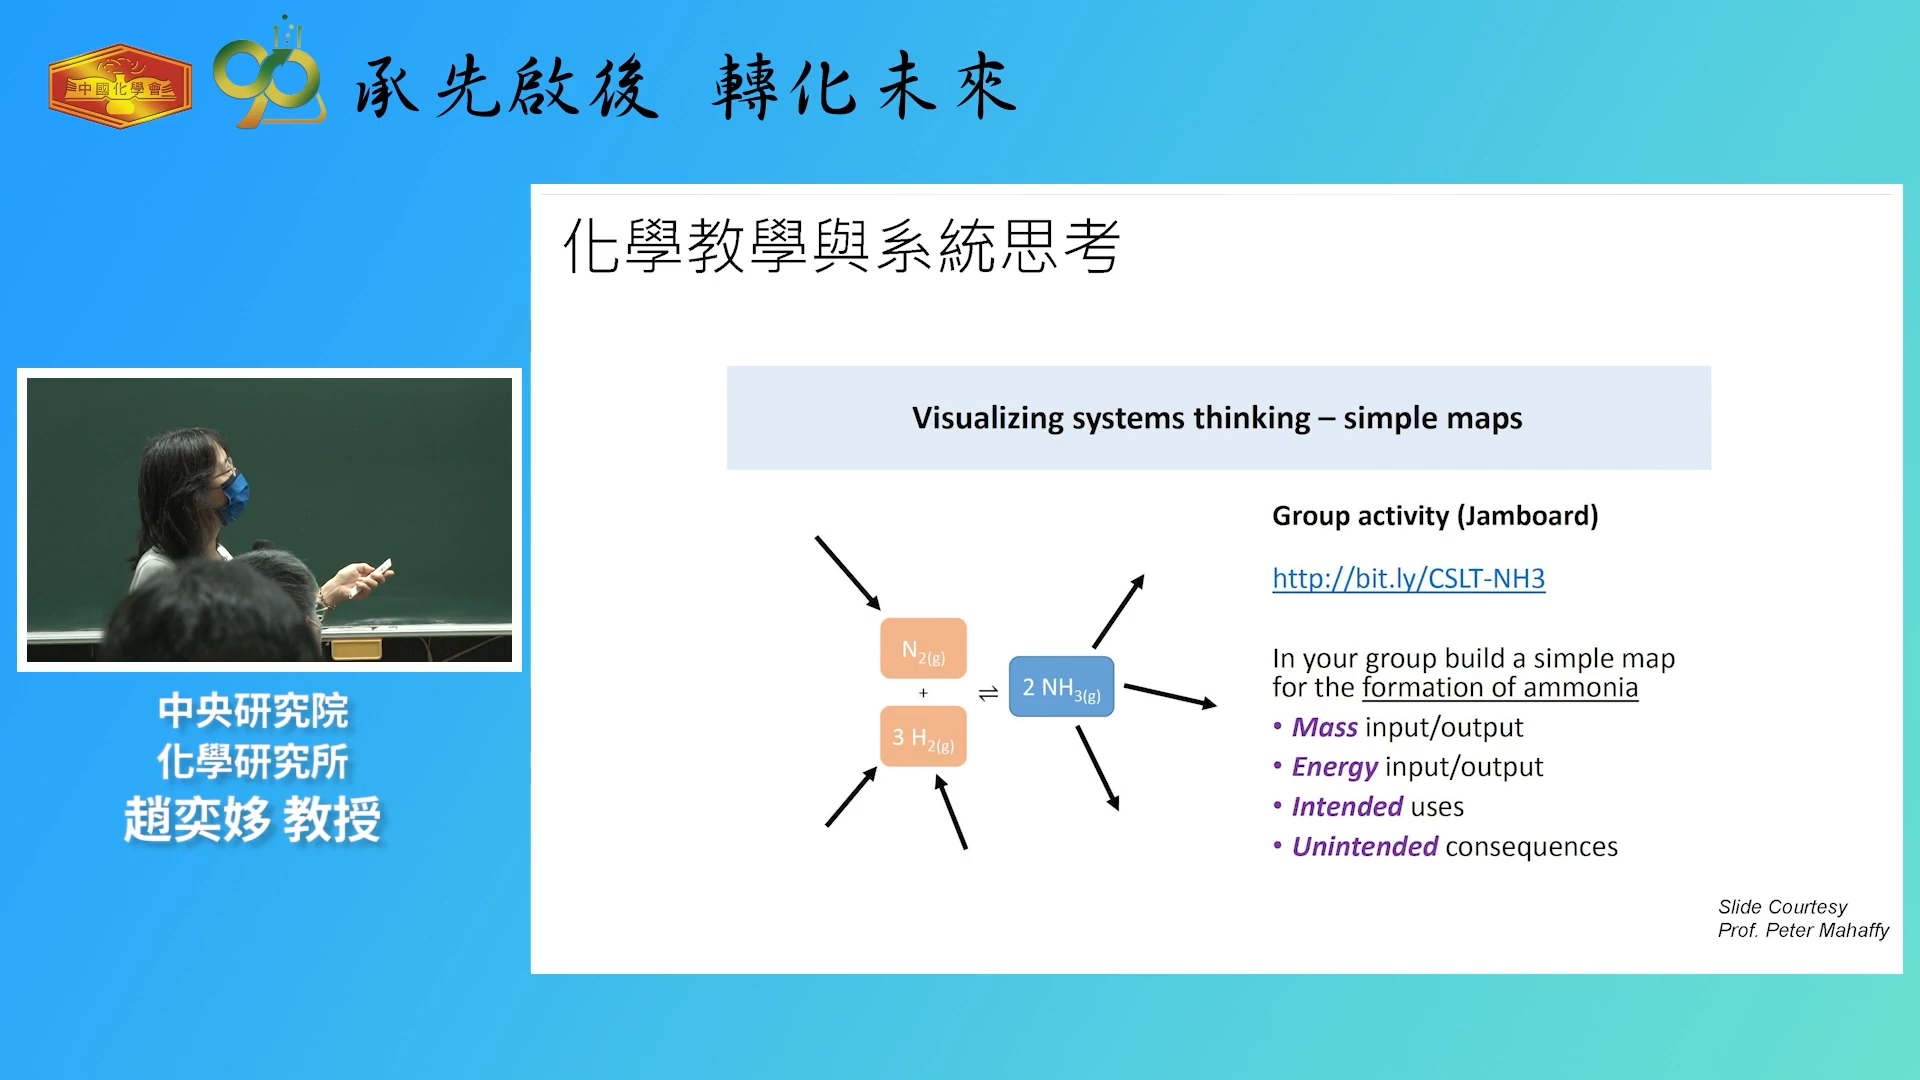 中國化學會
90
承先啟後 轉化未來
化學教學與系統思考
Visualizing systems thinking – simple maps
Group activity (Jamboard)
http://bit.ly/CSLT-NH3
In your group build a simple map
for the formation of ammonia
• Mass input/output
• Energy input/output
• Intended uses
• Unintended consequences
N2(g)
+
3 H2(g)
⇌
2 NH3(g)
Slide Courtesy
Prof. Peter Mahaffy
中央研究院
化學研究所
趙奕姼 教授